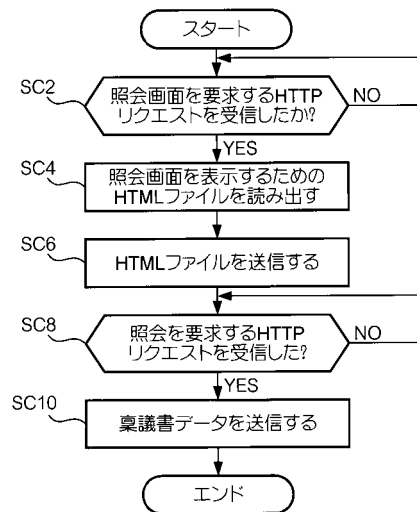 スタート
SC2
照会画面を要求するHTTP
リクエストを受信したか?
NO
YES
SC4
照会画面を表示するための
HTMLファイルを読み出す
SC6
HTMLファイルを送信する
SC8
照会を要求するHTTP
リクエストを受信した?
NO
YES
SC10
稟議書データを送信する
エンド